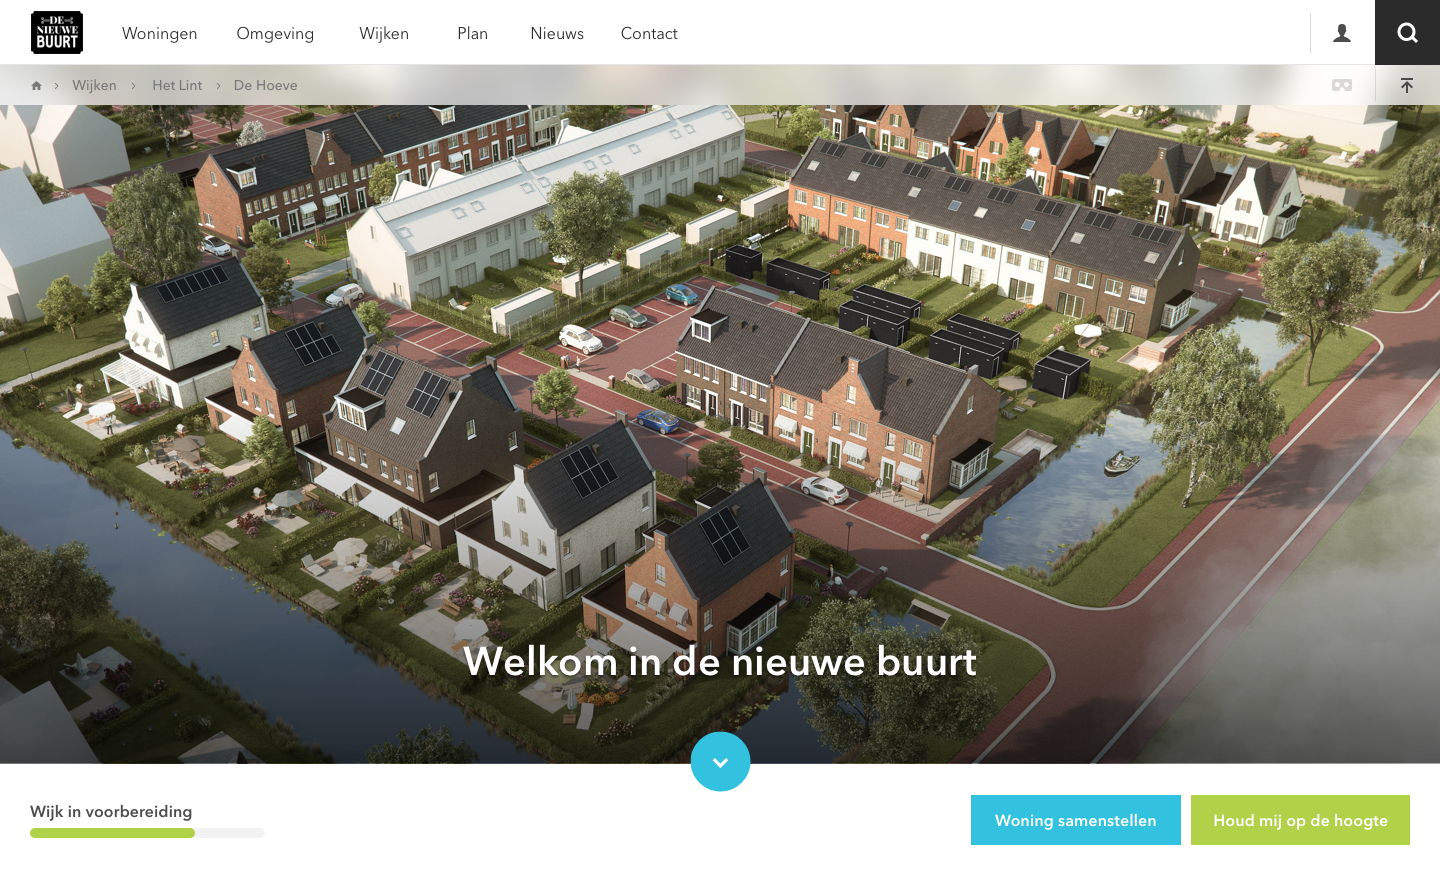 DE
NIEUWE
BUURT
Woningen
Omgeving
Wijken
Plan
Nieuws
Contact
Wijken
Het Lint
De Hoeve
Welkom in de nieuwe buurt
Wijk in voorbereiding
Woning samenstellen
Houd mij op de hoogte